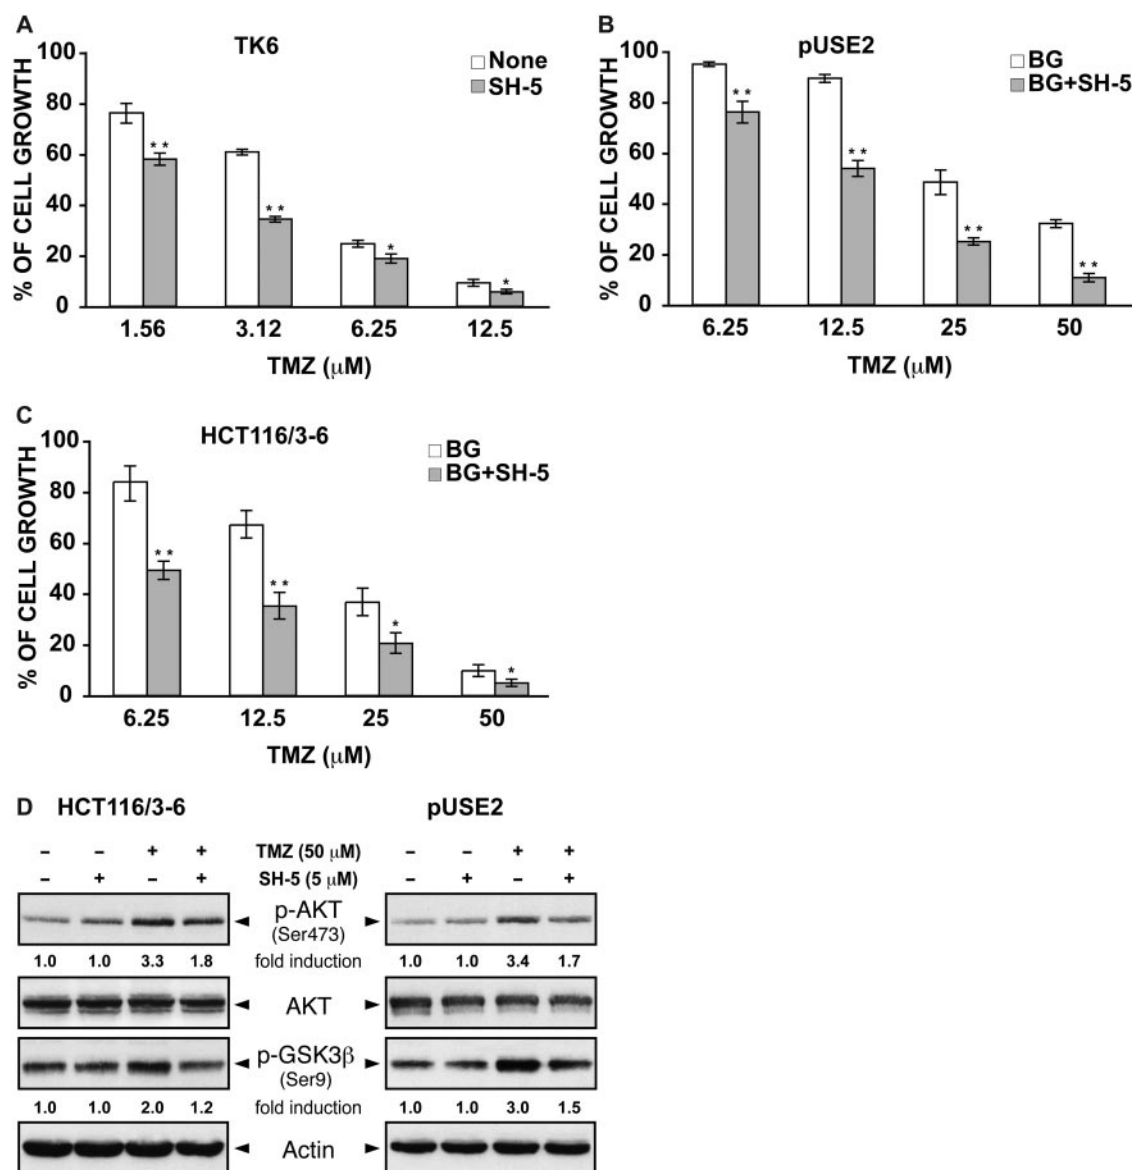 A
TK6
None
SH-5
% OF CELL GROWTH
100
80
60
40
20
0
** ** * *
1.56 3.12 6.25 12.5
TMZ (μM)
B
pUSE2
BG
BG+SH-5
% OF CELL GROWTH
100
80
60
40
20
0
** ** ** **
6.25 12.5 25 50
TMZ (μM)
C
HCT116/3-6
BG
BG+SH-5
% OF CELL GROWTH
100
80
60
40
20
0
** ** * *
6.25 12.5 25 50
TMZ (μM)
D HCT116/3-6 pUSE2
– – + + TMZ (50 μM) – – + +
– + – + SH-5 (5 μM) – + – +
p-AKT
(Ser473)
1.0 1.0 3.3 1.8 fold induction 1.0 1.0 3.4 1.7
AKT
p-GSK3β
(Ser9)
1.0 1.0 2.0 1.2 fold induction 1.0 1.0 3.0 1.5
Actin